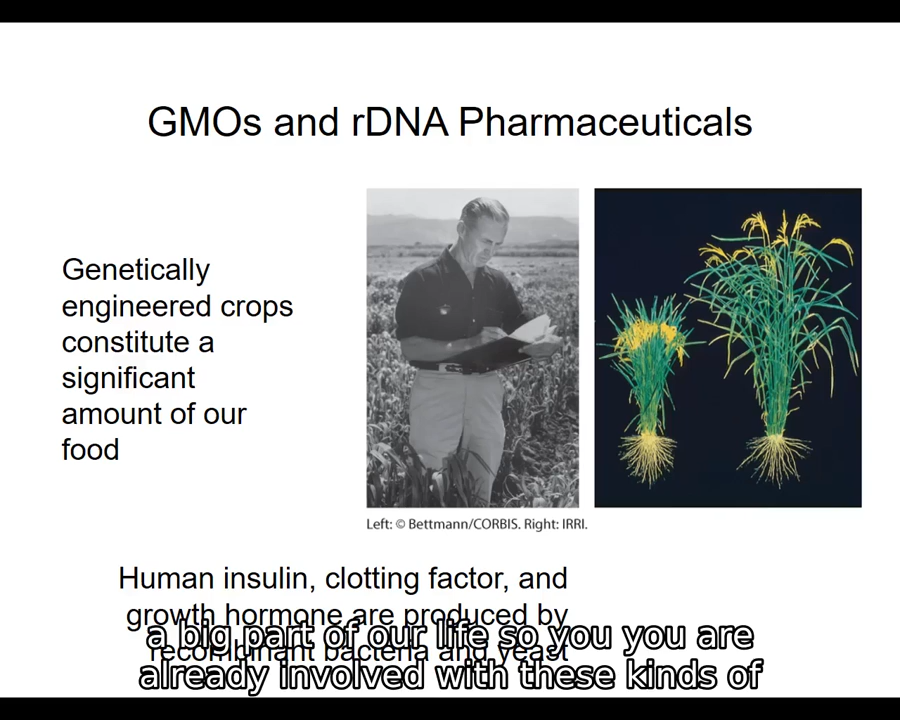 GMOs and rDNA Pharmaceuticals
Genetically
engineered crops
constitute a
significant
amount of our
food
Left: © Bettmann/CORBIS. Right: IRRI.
Human insulin, clotting factor, and
growth hormone are produced by
recombinant bacteria and yeast
a big part of our life so you you are
already involved with these kinds of